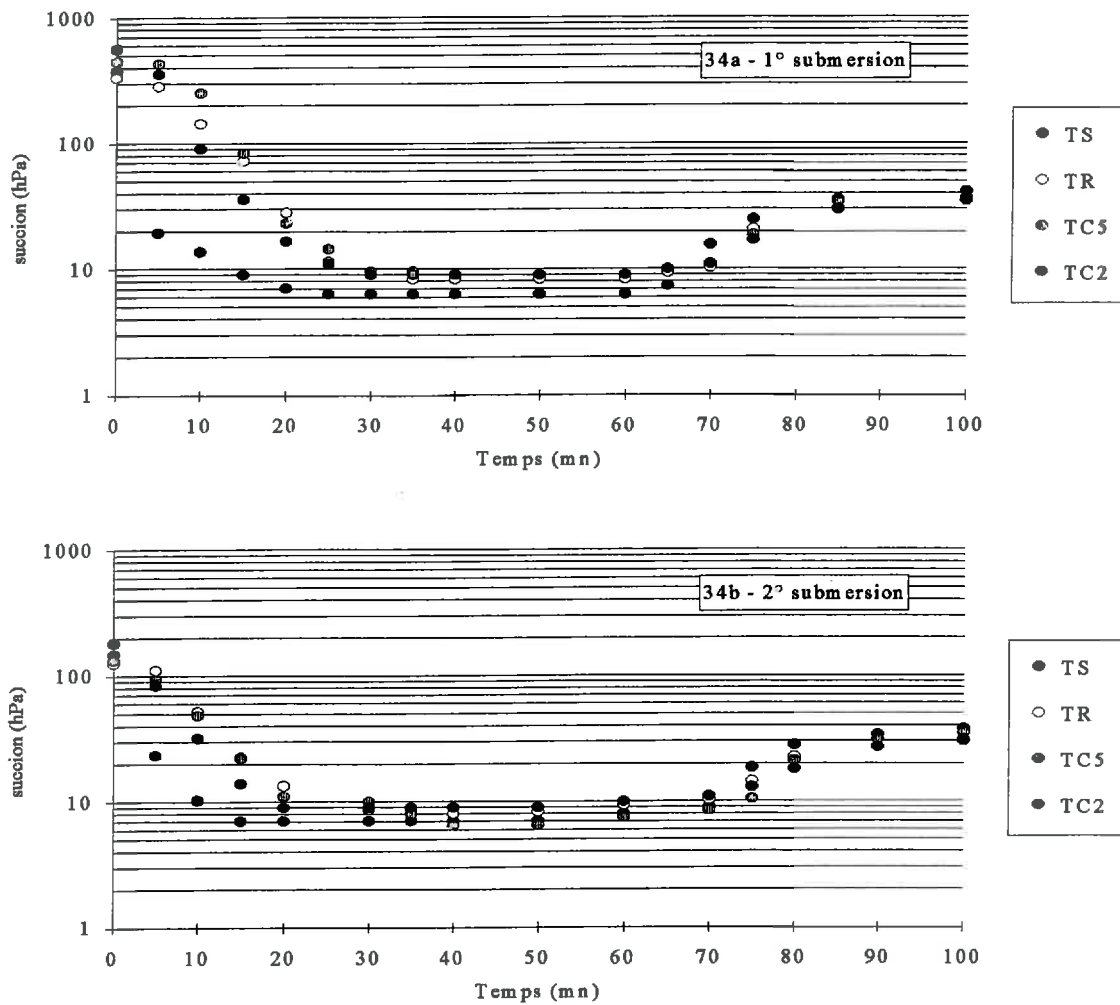 1000
100
10
1
succion (hPa)
34a - 1° submersion
0 10 20 30 40 50 60 70 80 90 100
Temps (mn)
TS
TR
TC5
TC2
1000
100
10
1
succion (hPa)
34b - 2° submersion
0 10 20 30 40 50 60 70 80 90 100
Temps (mn)
TS
TR
TC5
TC2